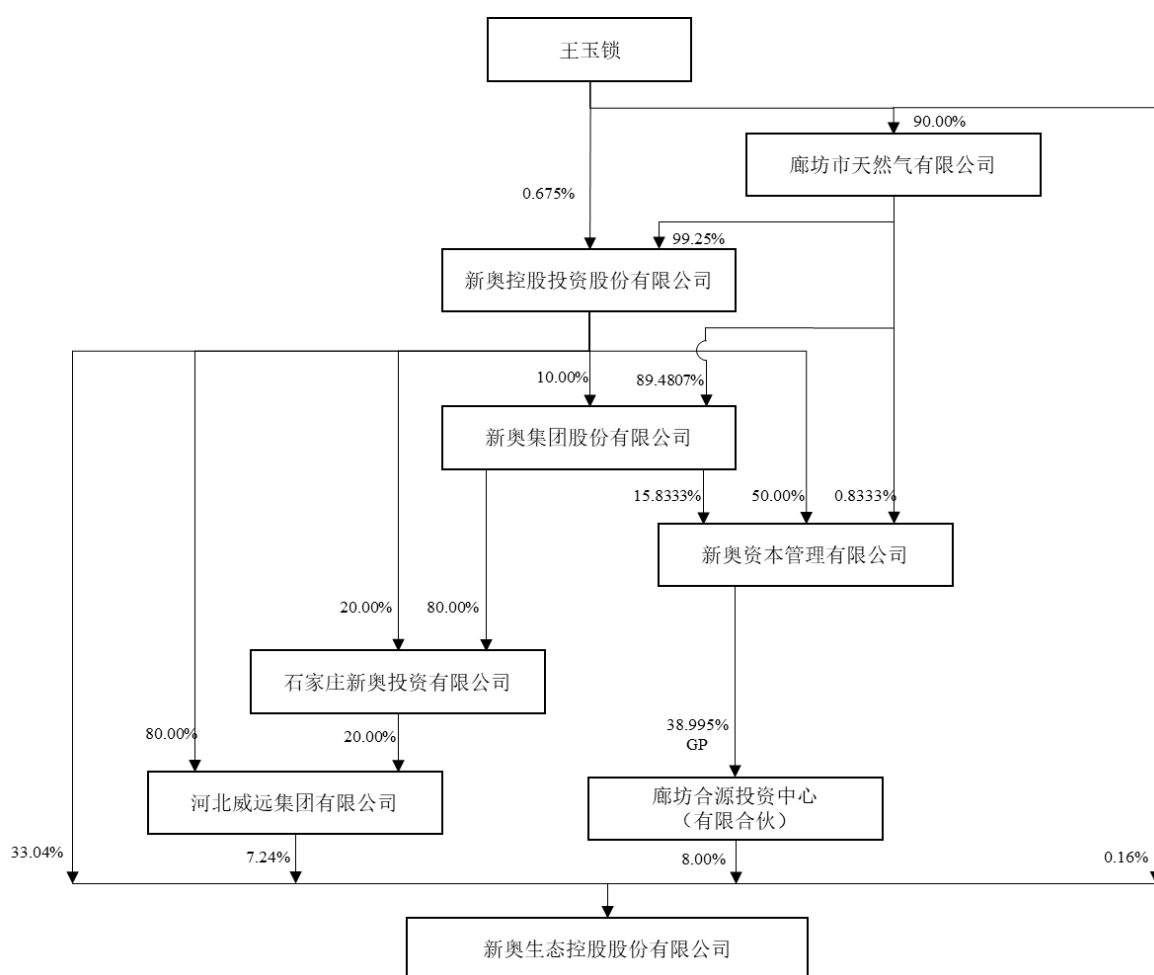 王玉锁
90.00%
廊坊市天然气有限公司
0.675%
99.25%
新奥控股投资股份有限公司
10.00%
89.4807%
新奥集团股份有限公司
15.8333%
50.00%
0.8333%
新奥资本管理有限公司
20.00%
80.00%
石家庄新奥投资有限公司
80.00%
20.00%
38.995%
GP
河北威远集团有限公司
廊坊合源投资中心
（有限合伙）
33.04%
7.24%
8.00%
0.16%
新奥生态控股股份有限公司